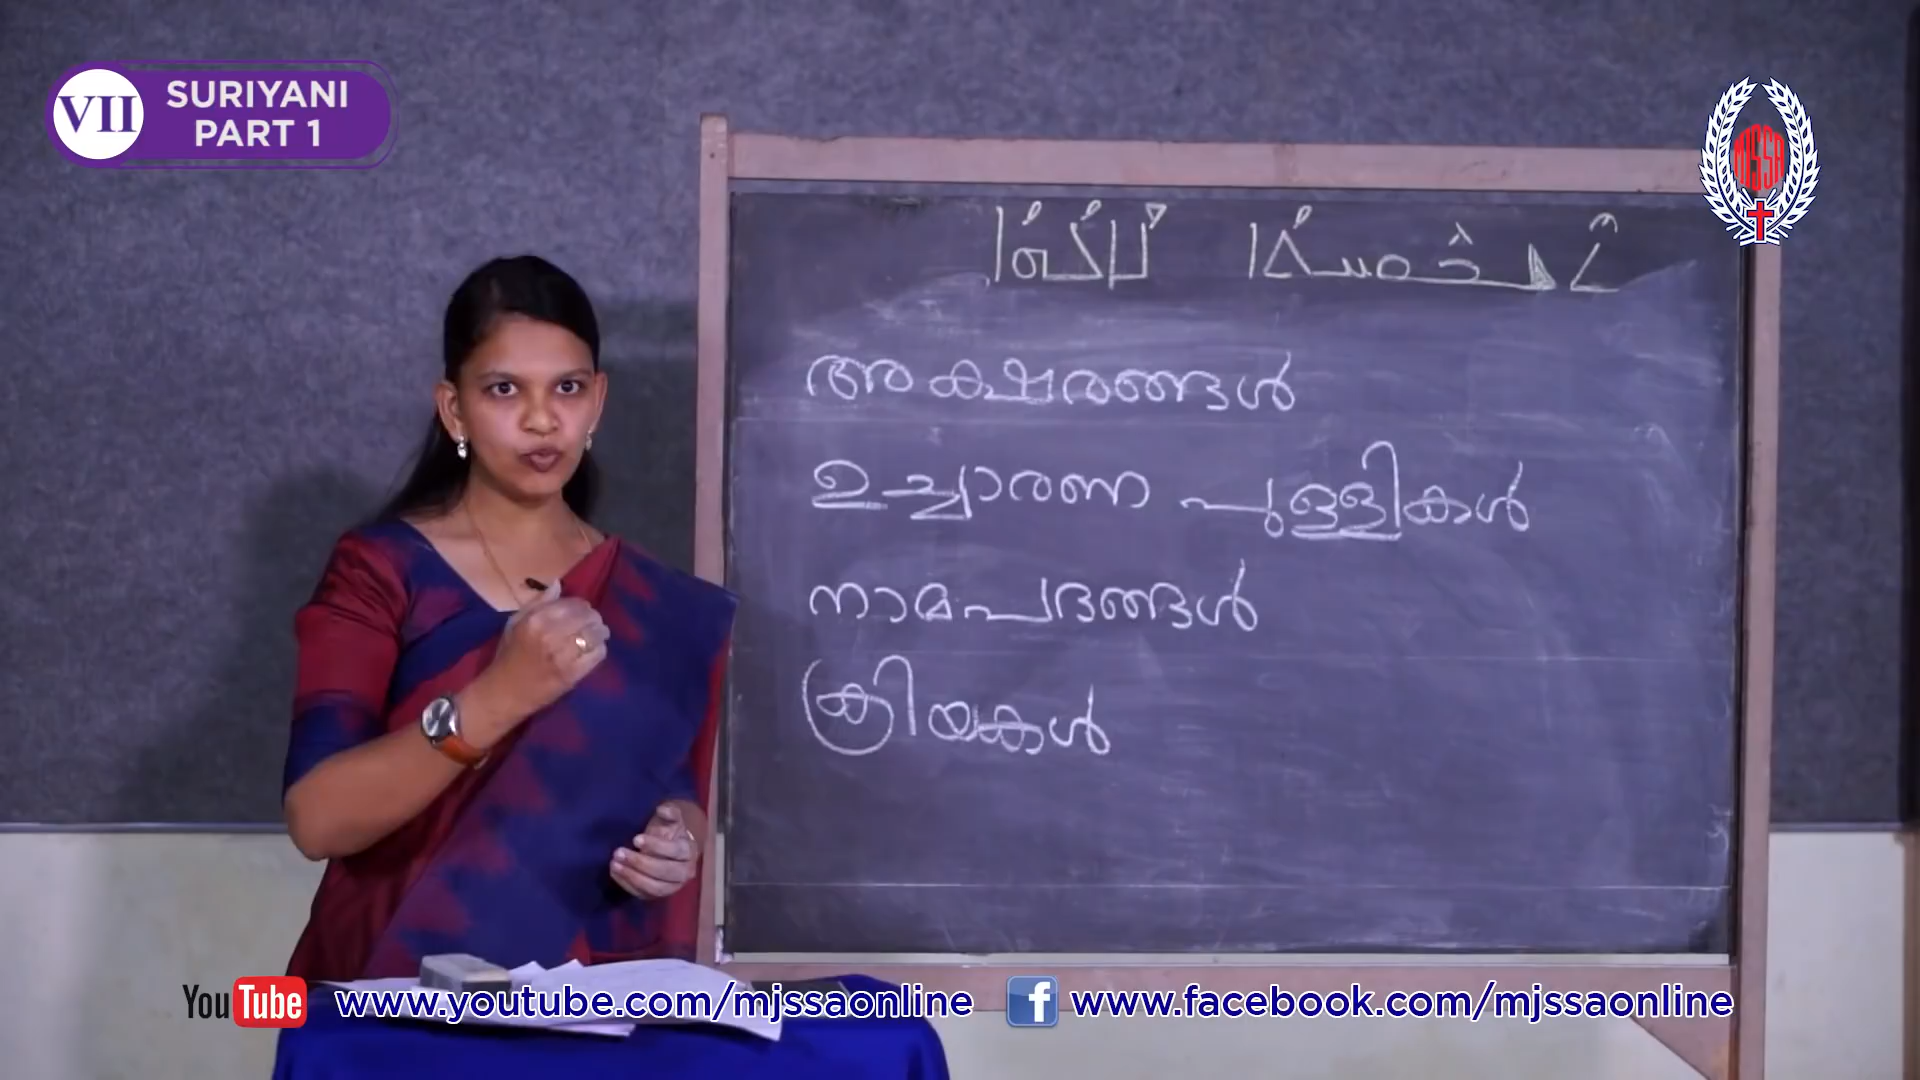 VII
SURIYANI
PART 1
MJSSA
അക്ഷരങ്ങൾ
ഉച്ചാരണ പുള്ളികൾ
നാമപദങ്ങൾ
ക്രിയകൾ
YouTube www.youtube.com/mjssaonline f www.facebook.com/mjssaonline